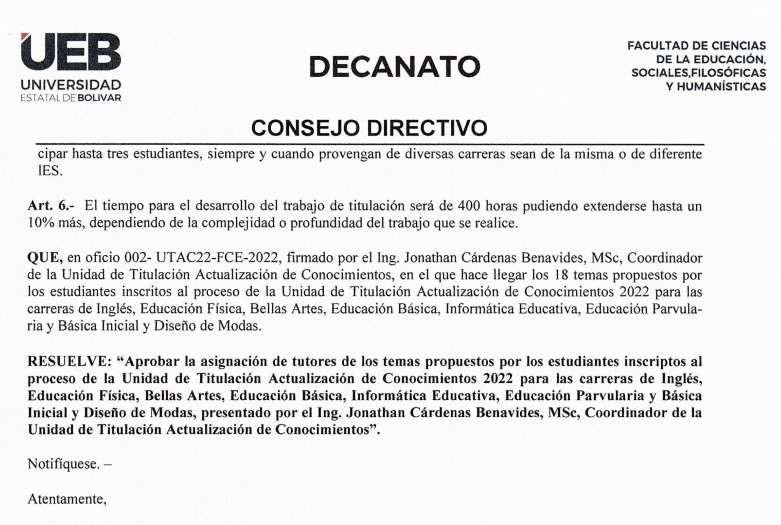 UEB
UNIVERSIDAD
ESTATAL DE BOLIVAR
DECANATO
FACULTAD DE CIENCIAS
DE LA EDUCACIÓN,
SOCIALES,FILOSÓFICAS
Y HUMANÍSTICAS
CONSEJO DIRECTIVO
cipar hasta tres estudiantes, siempre y cuando provengan de diversas carreras sean de la misma o de diferente
IES.
Art. 6.- El tiempo para el desarrollo del trabajo de titulación será de 400 horas pudiendo extenderse hasta un
10% más, dependiendo de la complejidad o profundidad del trabajo que se realice.
QUE, en oficio 002- UTAC22-FCE-2022, firmado por el Ing. Jonathan Cárdenas Benavides, MSc, Coordinador
de la Unidad de Titulación Actualización de Conocimientos, en el que hace llegar los 18 temas propuestos por
los estudiantes inscritos al proceso de la Unidad de Titulación Actualización de Conocimientos 2022 para las
carreras de Inglés, Educación Física, Bellas Artes, Educación Básica, Informática Educativa, Educación Parvula-
ria y Básica Inicial y Diseño de Modas.
RESUELVE: “Aprobar la asignación de tutores de los temas propuestos por los estudiantes inscriptos al
proceso de la Unidad de Titulación Actualización de Conocimientos 2022 para las carreras de Inglés,
Educación Física, Bellas Artes, Educación Básica, Informática Educativa, Educación Parvularia y Básica
Inicial y Diseño de Modas, presentado por el Ing. Jonathan Cárdenas Benavides, MSc, Coordinador de la
Unidad de Titulación Actualización de Conocimientos”.
Notifíquese. –
Atentamente,